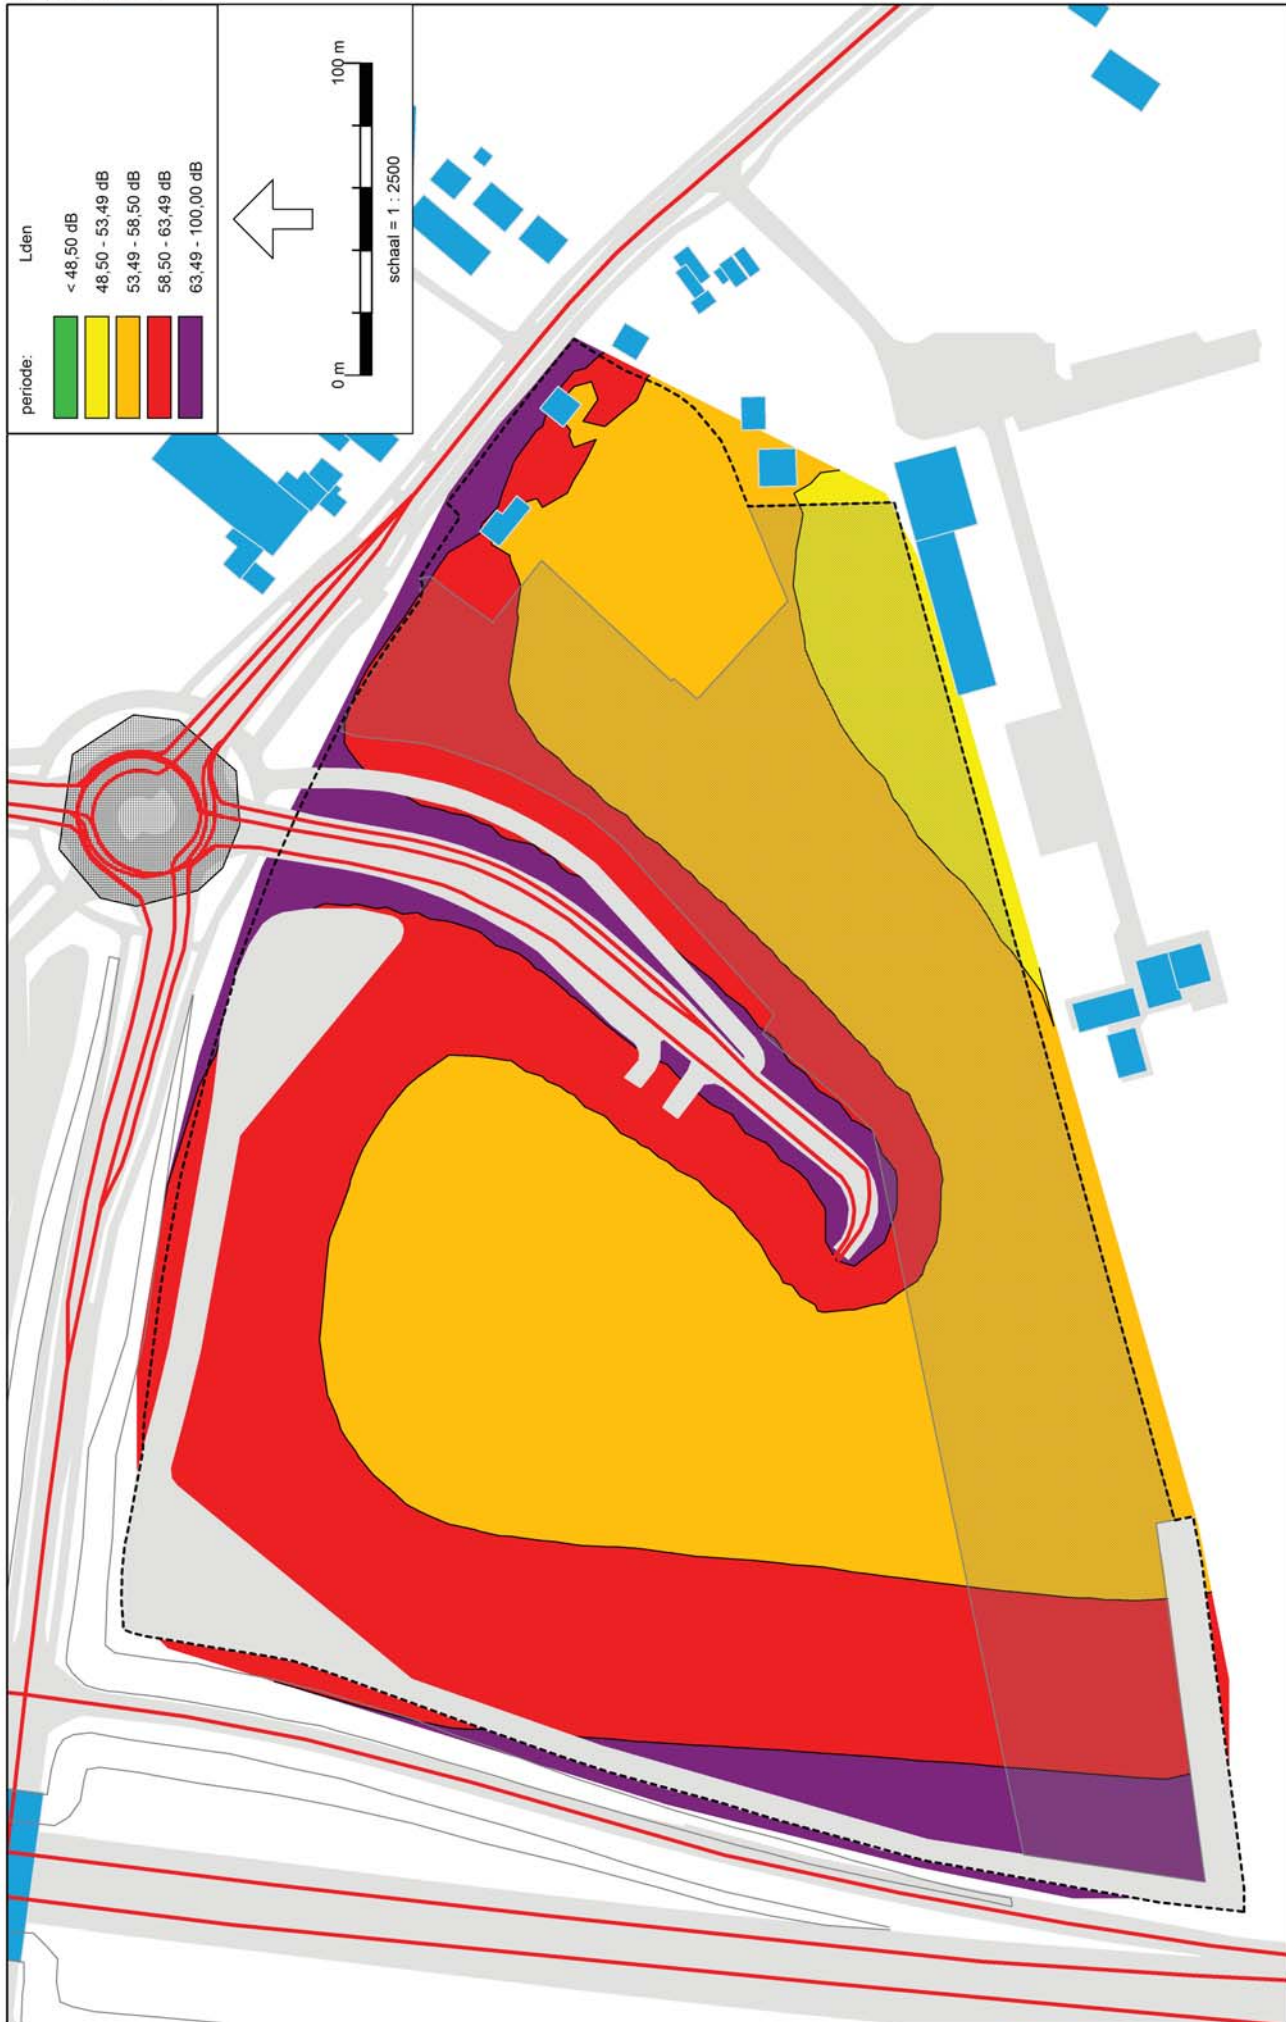 periode: Lden
< 48,50 dB
48,50 - 53,49 dB
53,49 - 58,50 dB
58,50 - 63,49 dB
63,49 - 100,00 dB
0 m 100 m
schaal = 1 : 2500